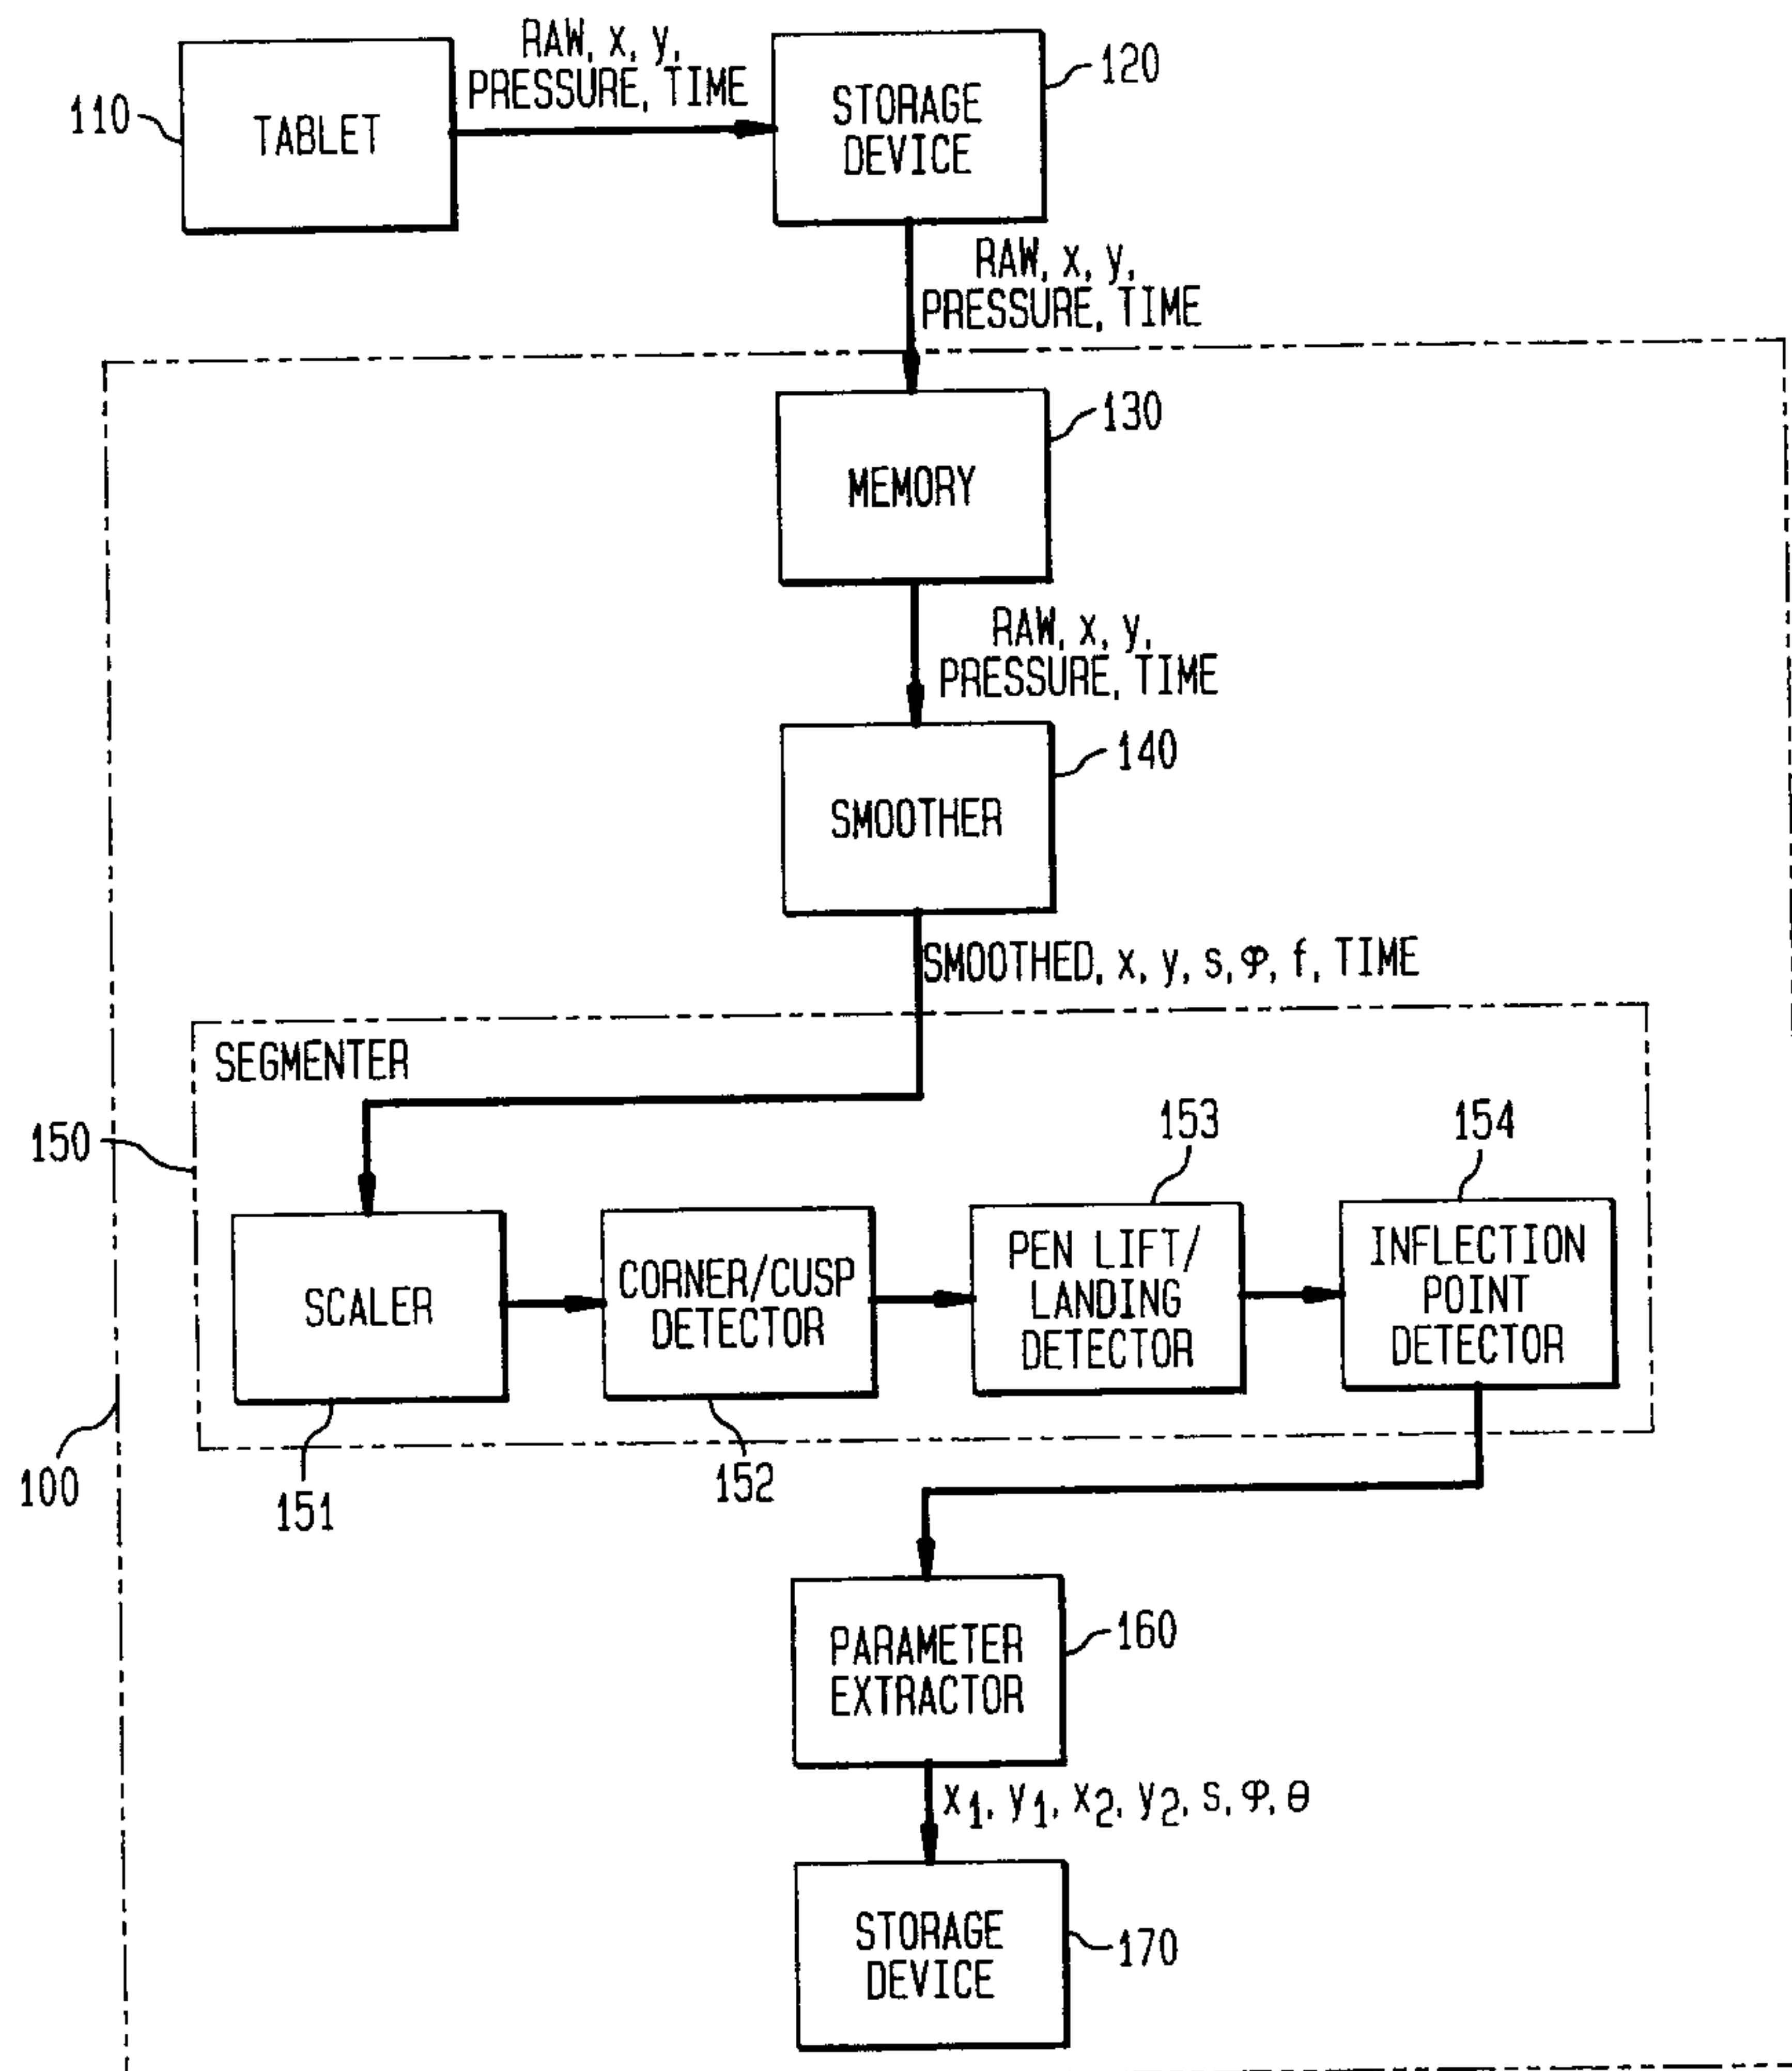 RAW, x, y,
PRESSURE, TIME
120
110
TABLET
STORAGE
DEVICE
RAW, x, y,
PRESSURE, TIME
130
MEMORY
RAW, x, y,
PRESSURE, TIME
140
SMOOTHER
SMOOTHED, x, y, s, φ, f, TIME
SEGMENTER
150
153
154
SCALER
CORNER/CUSP
DETECTOR
PEN LIFT/
LANDING
DETECTOR
INFLECTION
POINT
DETECTOR
100
151
152
160
PARAMETER
EXTRACTOR
x1, y1, x2, y2, s, φ, θ
STORAGE
DEVICE
170